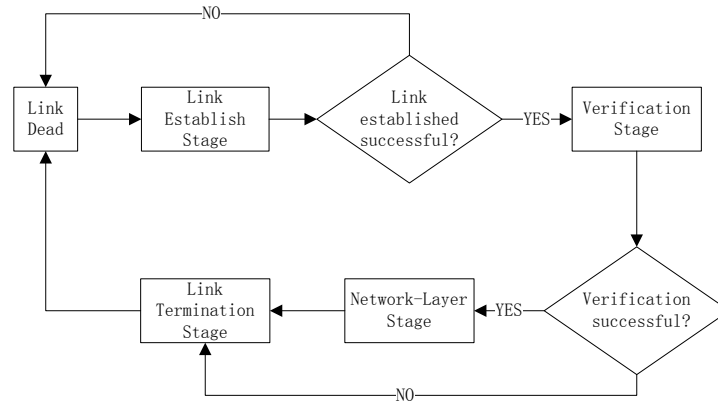 NO
Link
Dead
Link
Establish
Stage
Link
established
successful?
YES
Verification
Stage
Link
Termination
Stage
Network-Layer
Stage
YES
Verification
successful?
NO